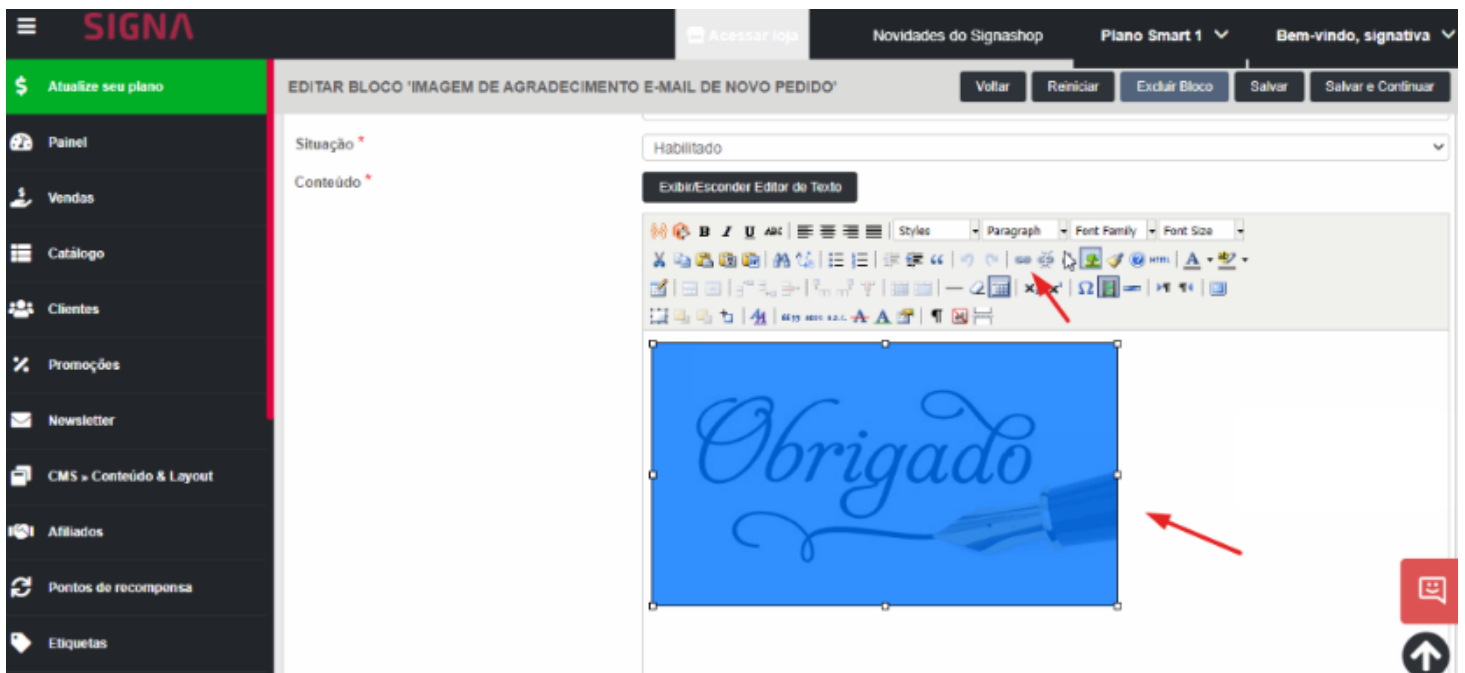 SIGNA
Acessar loja
Novidades do Signashop
Plano Smart 1
Bem-vindo, signativa
Atualize seu plano
EDITAR BLOCO 'IMAGEM DE AGRADECIMENTO E-MAIL DE NOVO PEDIDO'
Voltar
Reiniciar
Excluir Bloco
Salvar
Salvar e Continuar
Painel
Situação *
Habilitado
Conteúdo *
Exibir/Esconder Editor de Texto
Vendas
B I U ABC
Styles
Paragraph
Font Family
Font Size
Catálogo
HTML
A
Clientes
Promoções
Newsletter
Obrigado
CMS » Conteúdo & Layout
Afiliados
Pontos de recompensa
Etiquetas